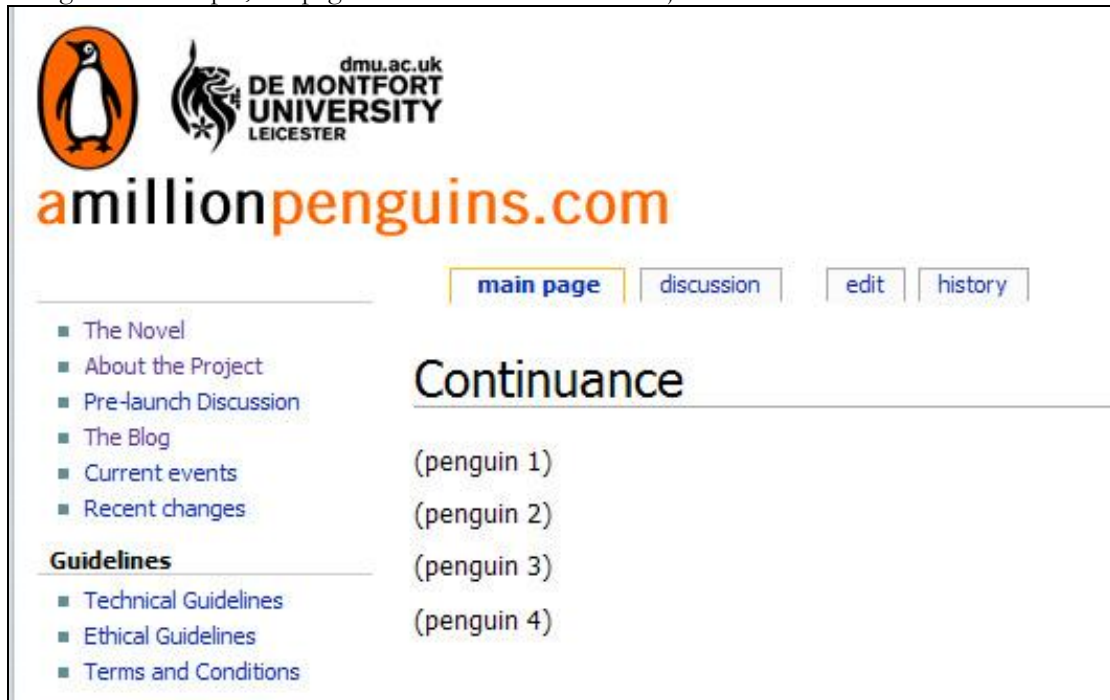 dmu.ac.uk
DE MONTFORT
UNIVERSITY
LEICESTER
amillionpenguins.com
main page discussion edit history
The Novel
About the Project
Pre-launch Discussion
The Blog
Current events
Recent changes
Guidelines
Technical Guidelines
Ethical Guidelines
Terms and Conditions
Continuance
(penguin 1)
(penguin 2)
(penguin 3)
(penguin 4)